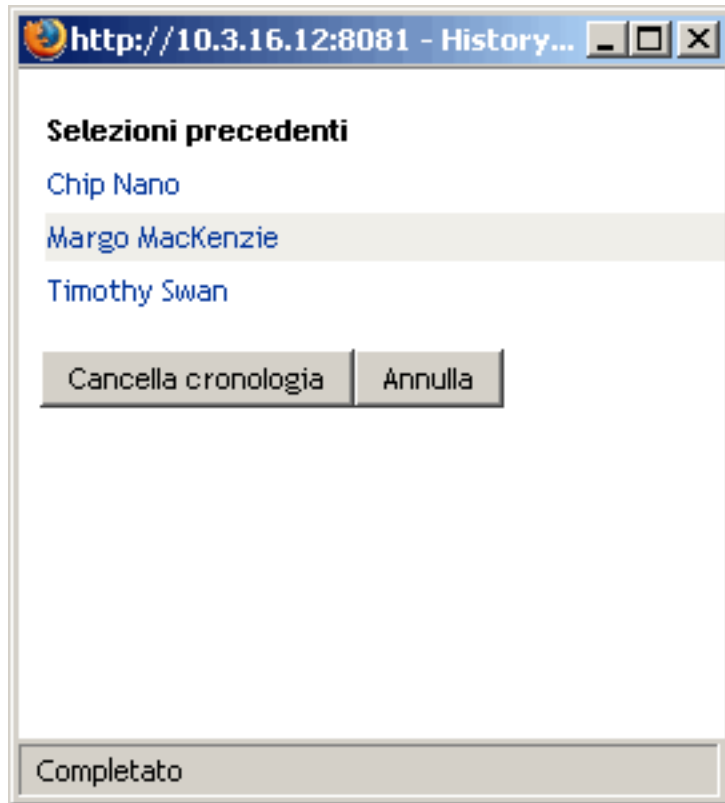 http://10.3.16.12:8081 - History...
Selezioni precedenti
Chip Nano
Margo MacKenzie
Timothy Swan
Cancella cronologia Annulla
Completato